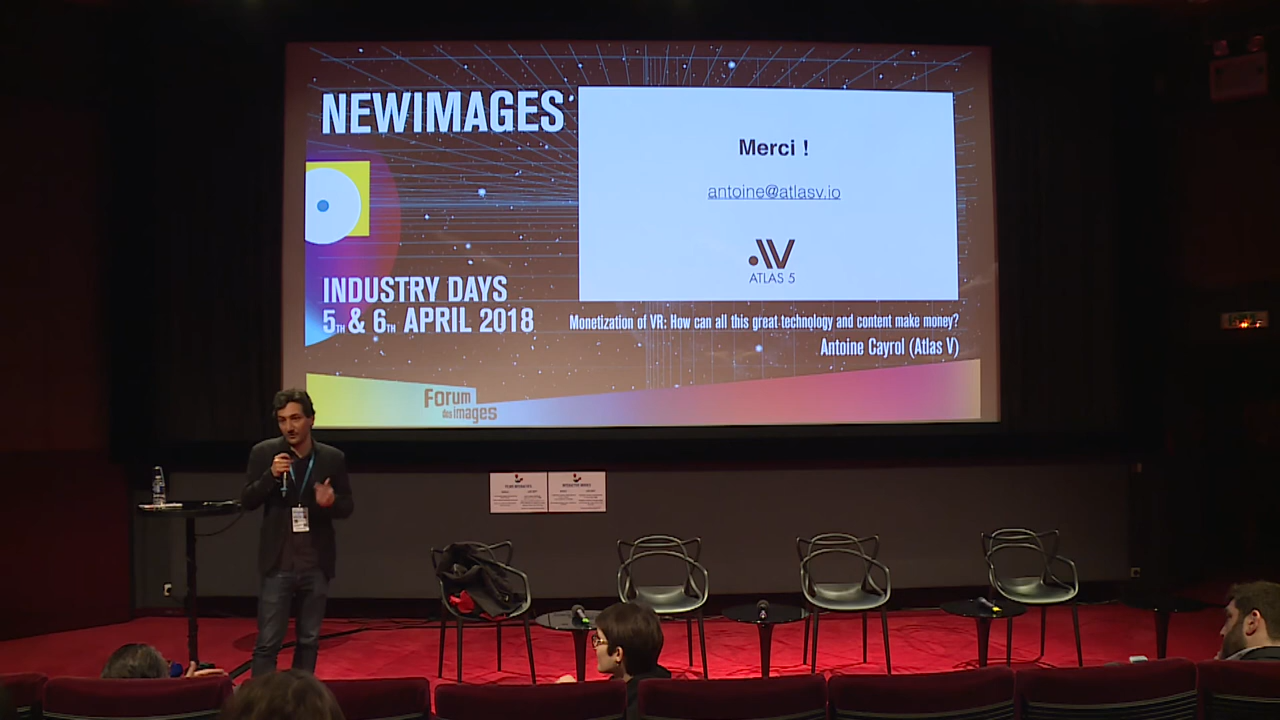 NEWIMAGES
Merci !
antoine@atlasv.io
AV
ATLAS 5
INDUSTRY DAYS
5TH & 6TH APRIL 2018
Monetization of VR: How can all this great technology and content make money?
Antoine Cayrol (Atlas V)
Forum
des images